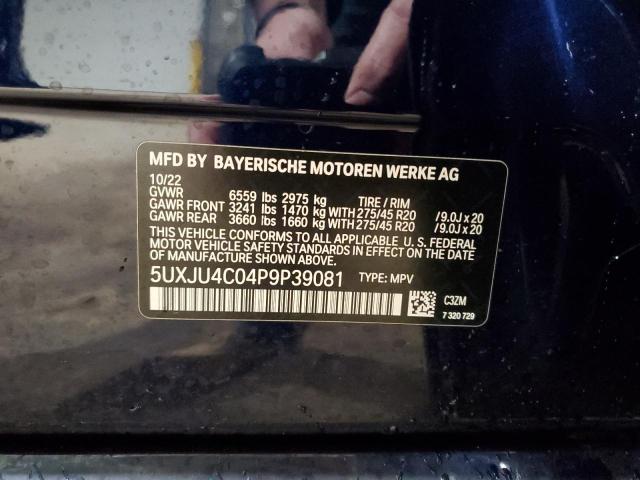 MFD BY BAYERISCHE MOTOREN WERKE AG
10/22
GVWR 6559 lbs 2975 kg TIRE / RIM
GAWR FRONT 3241 lbs 1470 kg WITH 275/45 R20 /9.0J x 20
GAWR REAR 3660 lbs 1660 kg WITH 275/45 R20 /9.0J x 20
THIS VEHICLE CONFORMS TO ALL APPLICABLE U. S. FEDERAL
MOTOR VEHICLE SAFETY STANDARDS IN EFFECT ON THE DATE
OF MANUFACTURE SHOWN ABOVE.
5UXJU4C04P9P39081 TYPE: MPV
C3ZM
7 320 729